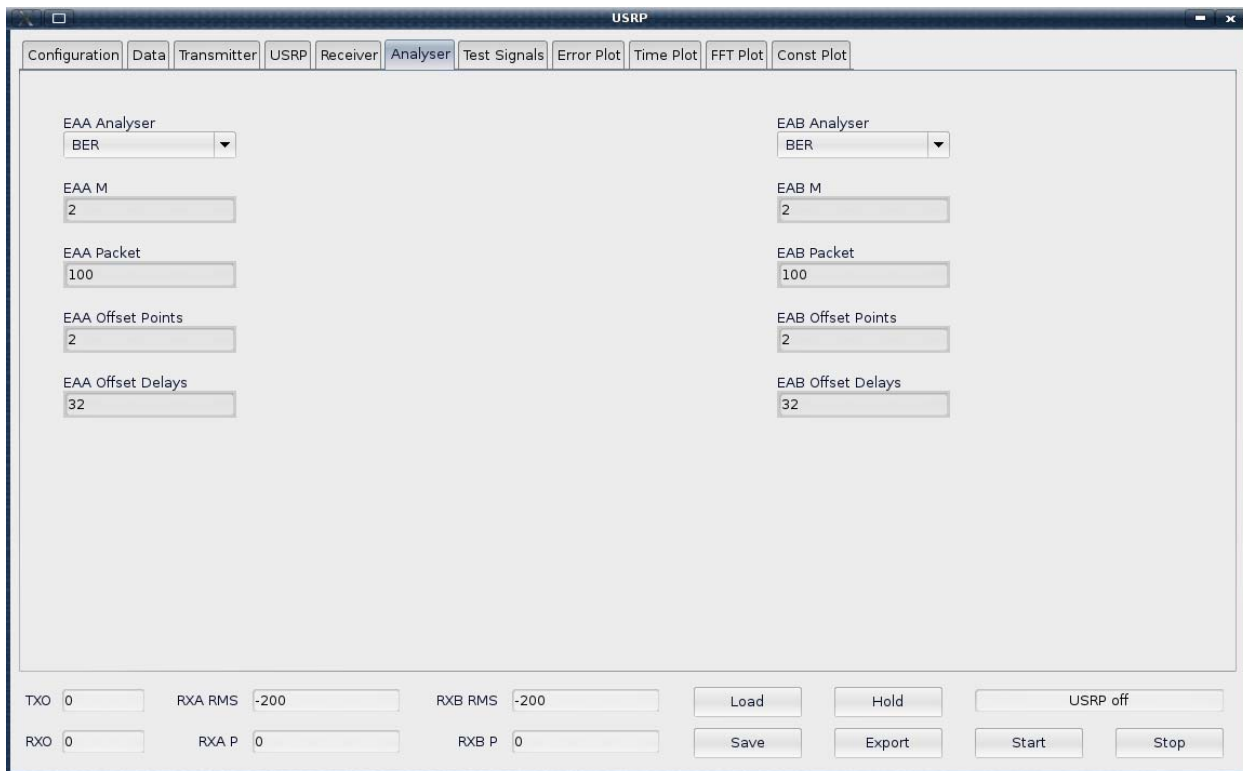 USRP
Configuration Data Transmitter USRP Receiver Analyser Test Signals Error Plot Time Plot FFT Plot Const Plot
EAA Analyser
BER
EAA M
2
EAA Packet
100
EAA Offset Points
2
EAA Offset Delays
32
EAB Analyser
BER
EAB M
2
EAB Packet
100
EAB Offset Points
2
EAB Offset Delays
32
TXO 0 RXA RMS -200 RXB RMS -200 Load Hold USRP off
RXO 0 RXA P 0 RXB P 0 Save Export Start Stop